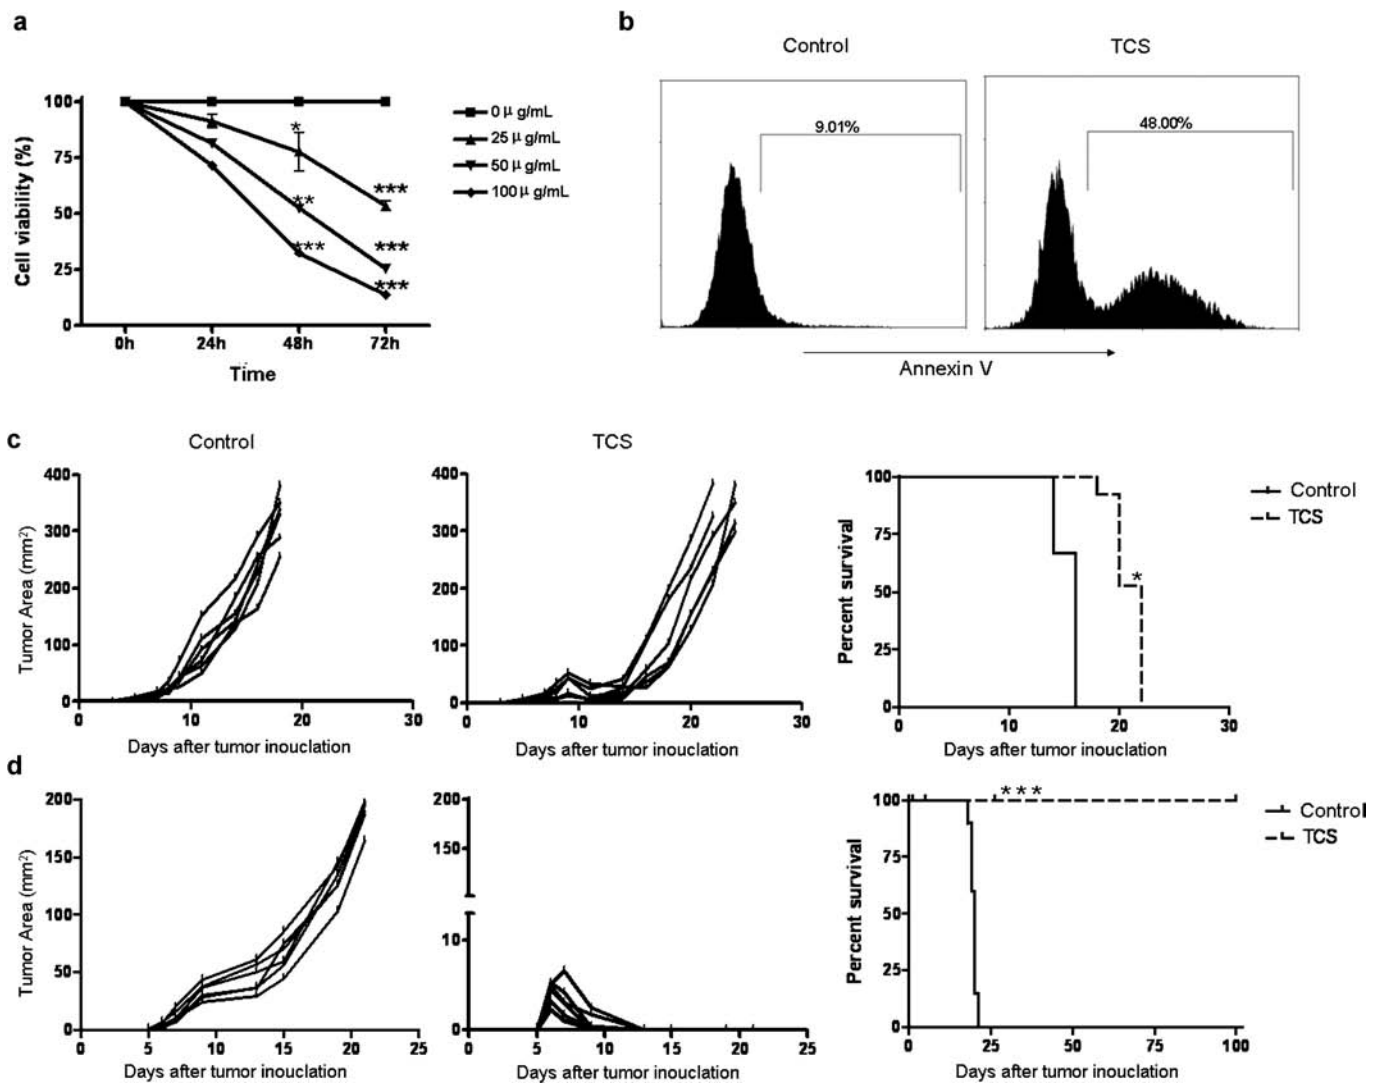 a
100
75
50
25
0
Cell viability (%)
0h 24h 48h 72h
Time
*
**
***
***
***
***
0 μ g/mL
25 μ g/mL
50 μ g/mL
100 μ g/mL
b
Control TCS
9.01% 48.00%
Annexin V
c
Control TCS
400
300
200
100
0
Tumor Area (mm²)
0 10 20 30
Days after tumor inouclation
400
300
200
100
0
0 10 20 30
Days after tumor inouclation
100
75
50
25
0
Percent survival
*
0 10 20 30
Days after tumor inouclation
Control
TCS
d
200
150
100
50
0
Tumor Area (mm²)
0 5 10 15 20 25
Days after tumor inouclation
200
150
10
0
0 5 10 15 20 25
Days after tumor inouclation
100
75
50
25
0
Percent survival
***
0 25 50 75 100
Days after tumor inouclation
Control
TCS